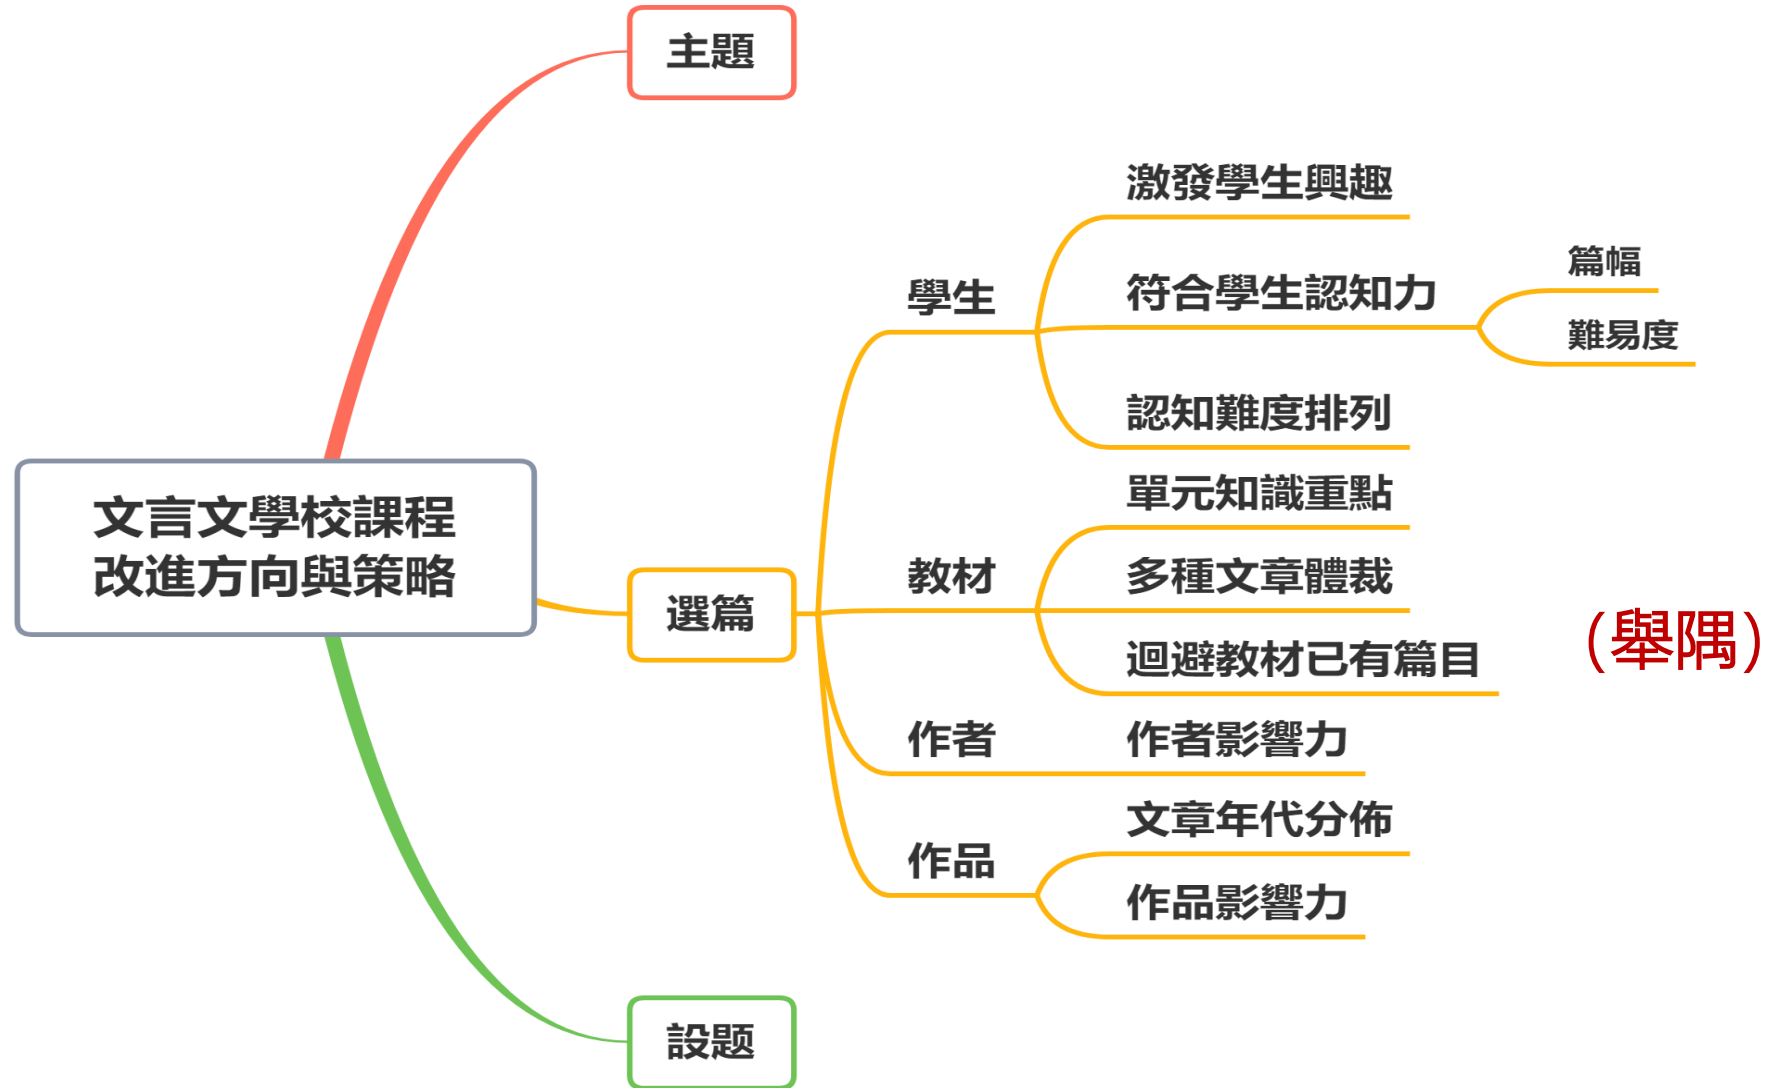 主題
文言文學校課程
改進方向與策略
選篇
學生
激發學生興趣
符合學生認知力
篇幅
難易度
認知難度排列
教材
單元知識重點
多種文章體裁
迴避教材已有篇目
作者
作者影響力
作品
文章年代分佈
作品影響力
(舉隅)
設题